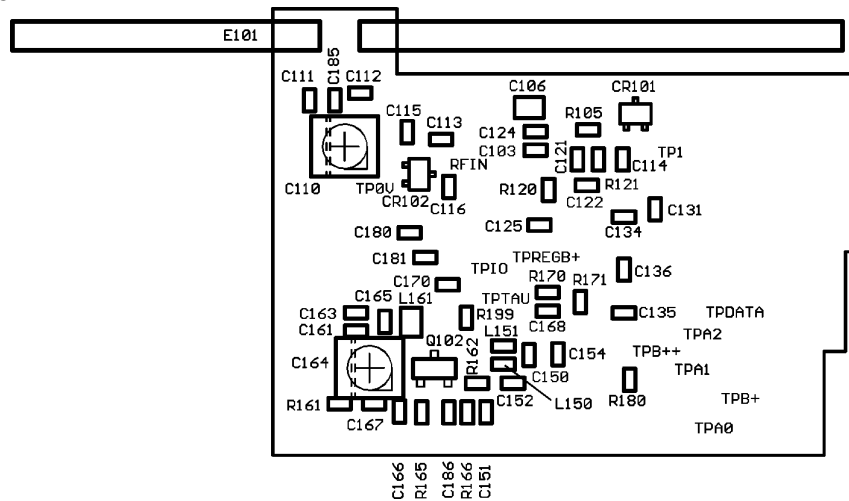 E101
C111
C185
C112
C106
CR101
C115
C113
C124
R105
C103
C121
TP1
RFIN
C114
C110
TP0V
CR102
C116
R120
C122
R121
C131
C180
C125
C134
C181
TPREGB+
TPIO
C170
R170
R171
C136
C165
L161
TPTAU
C163
R199
C168
C135
TPDATA
C161
Q102
L151
TPA2
C164
R162
C154
TPB++
C150
TPA1
R161
C152
L150
R180
TPB+
C167
TPA0
C166
R165
C186
R166
C151